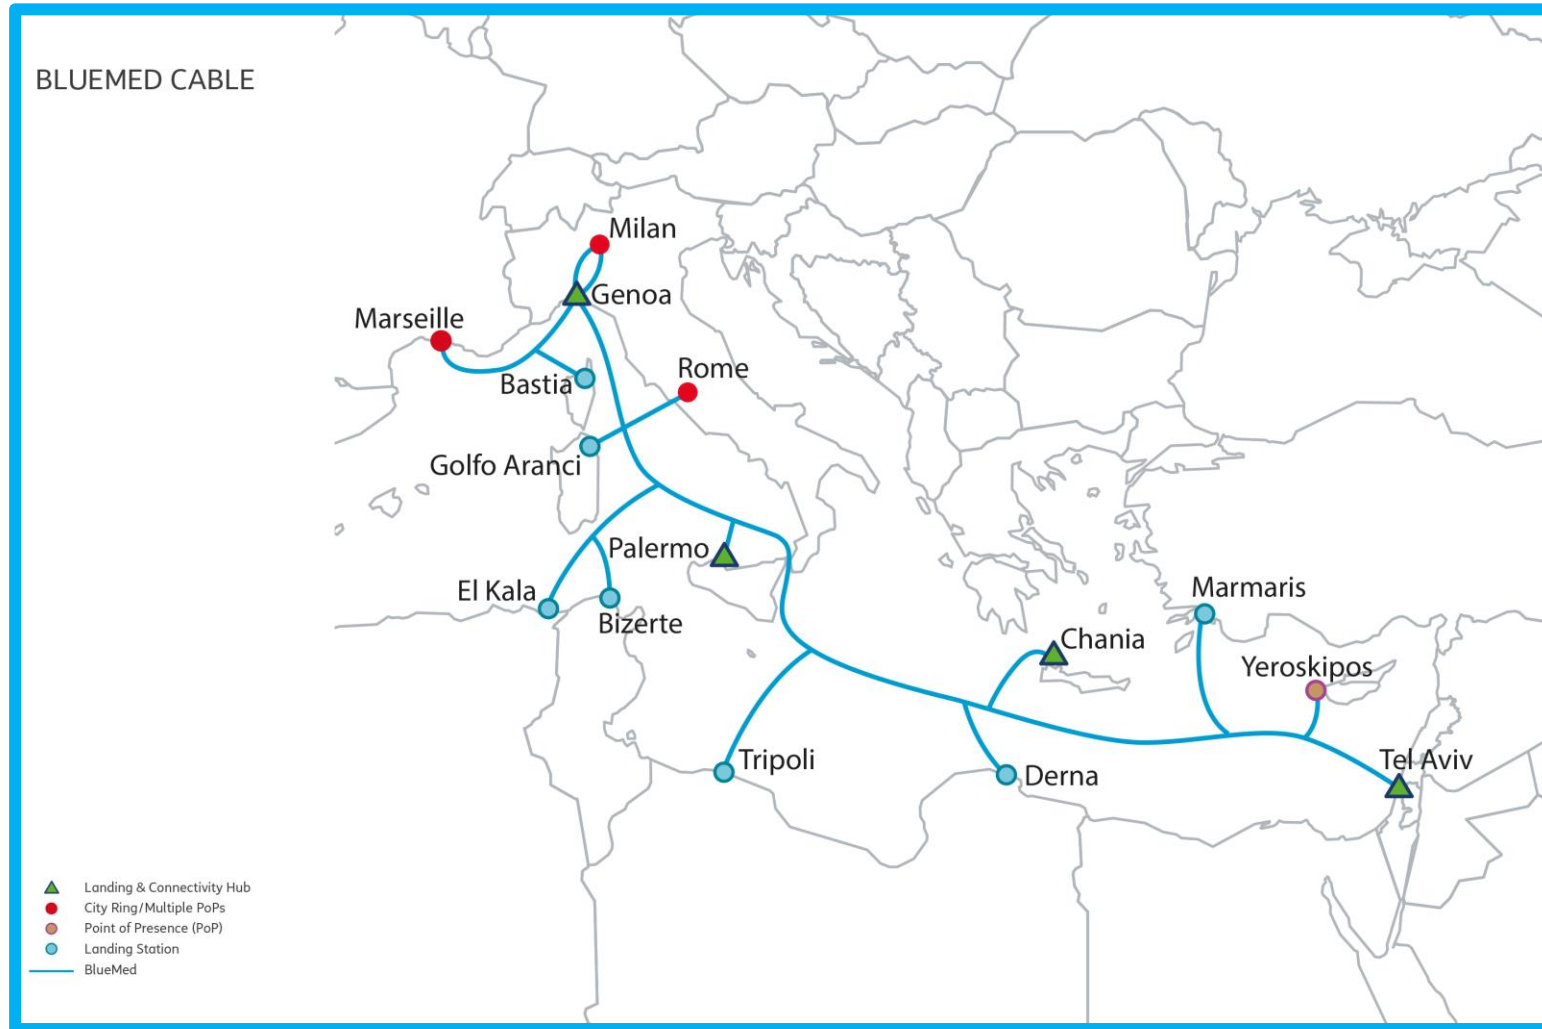 BLUEMED CABLE
Milan
Genoa
Marseille
Rome
Bastia
Golfo Aranci
Palermo
El Kala
Bizerte
Marmaris
Chania
Yeroskipos
Tripoli
Derna
Tel Aviv
Landing & Connectivity Hub
City Ring/Multiple PoPs
Point of Presence (PoP)
Landing Station
BlueMed